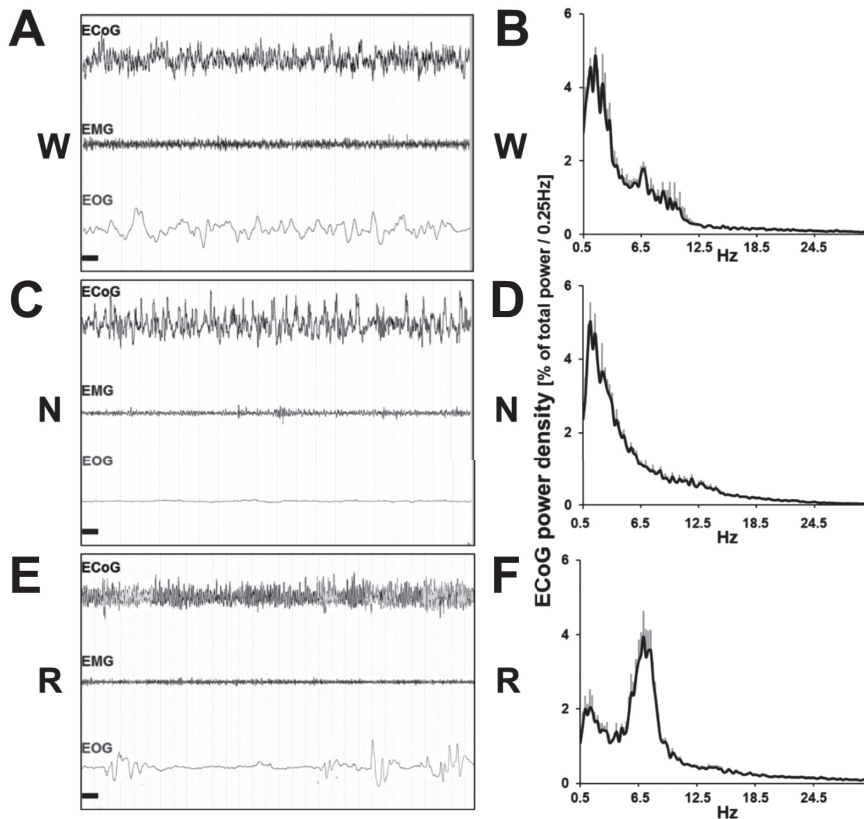 A
ECoG
W
EMG
EOG
B
W
6
4
2
0
0.5 6.5 12.5 18.5 24.5
Hz
C
ECoG
N
EMG
EOG
D
N
6
4
2
0
0.5 6.5 12.5 18.5 24.5
Hz
E
ECoG
R
EMG
EOG
F
R
6
4
2
0
0.5 6.5 12.5 18.5 24.5
Hz
ECoG power density [% of total power / 0.25Hz]